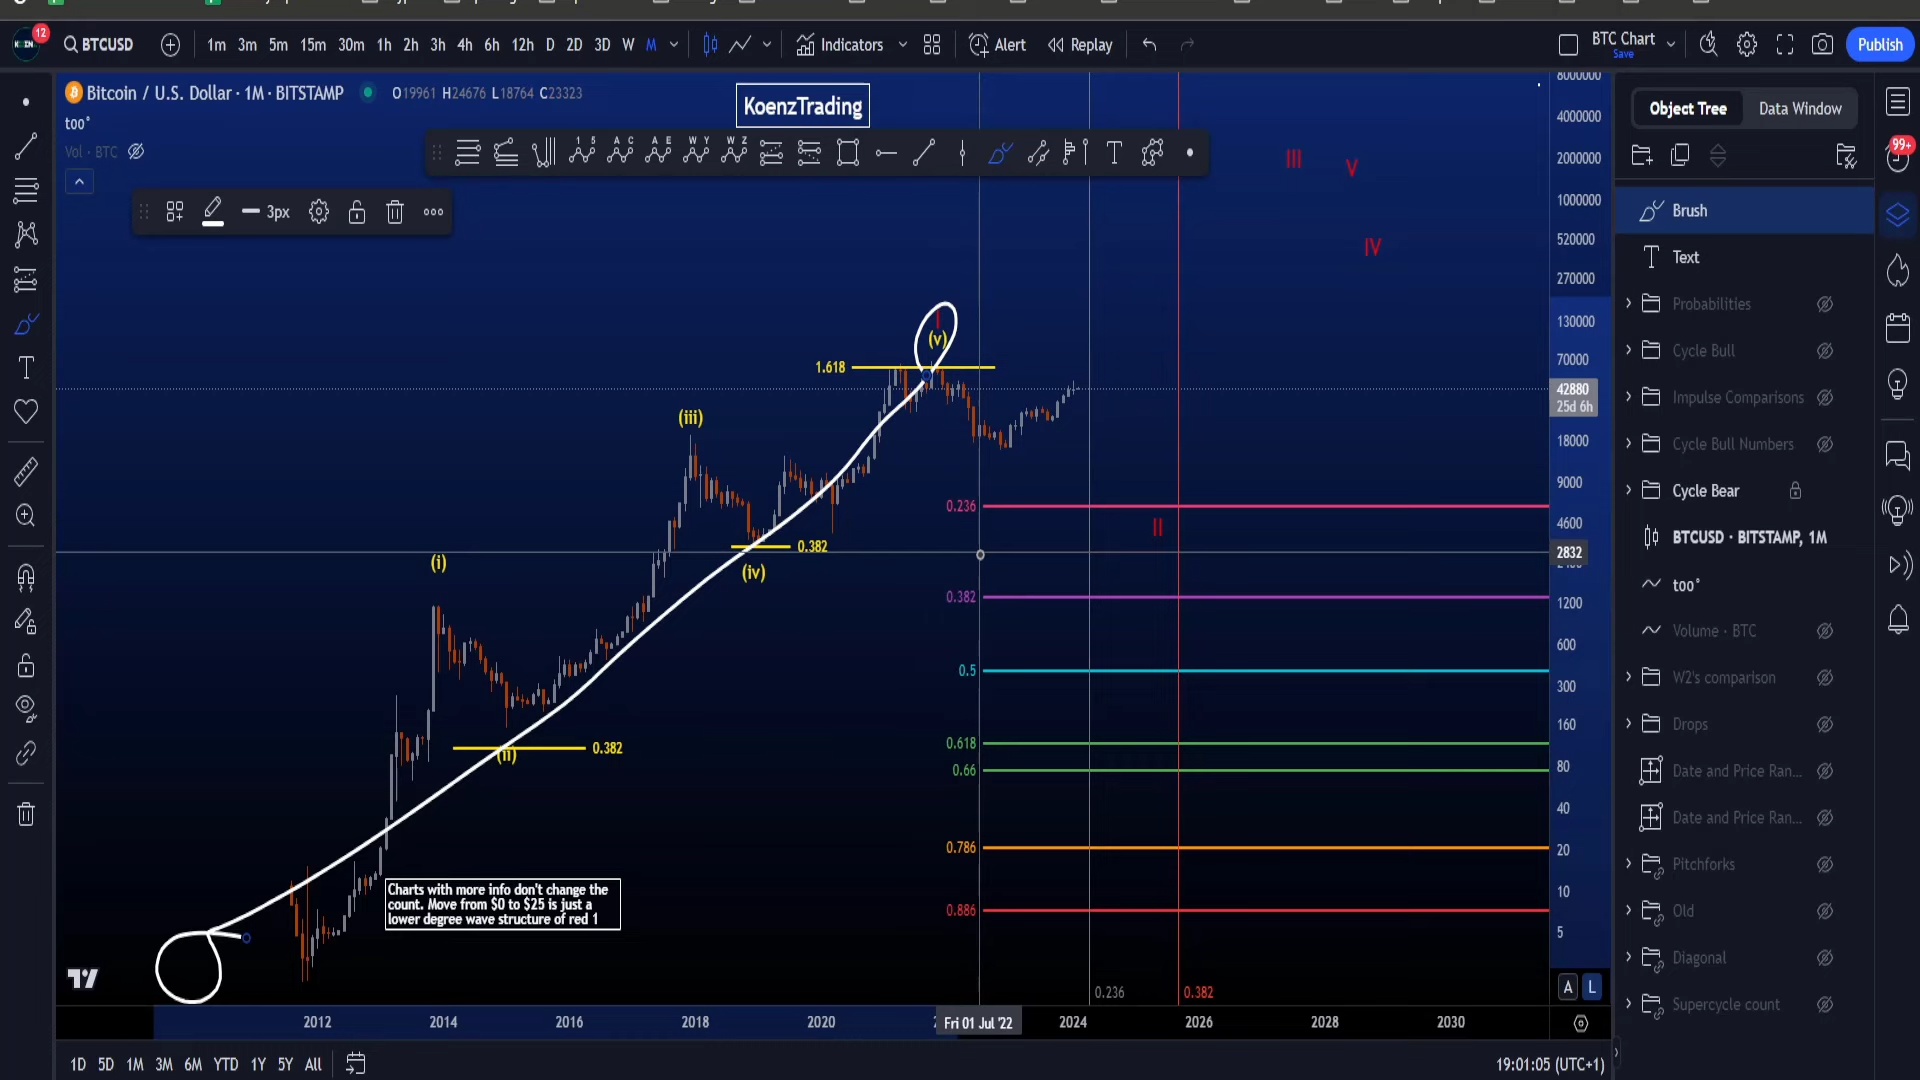 12
BTCUSD
1m 3m 5m 15m 30m 1h 2h 3h 4h 6h 12h D 2D 3D W M
Indicators
Alert
Replay
BTC Chart
Save
Publish
Bitcoin / U.S. Dollar · 1M · BITSTAMP
O19961 H24676 L18764 C23323
too°
Vol · BTC
KoenzTrading
3px
III
V
IV
I
(v)
1.618
(iii)
(i)
0.382
(iv)
(ii)
0.382
II
0.236
0.382
0.5
0.618
0.66
0.786
0.886
Charts with more info don't change the
count. Move from $0 to $25 is just a
lower degree wave structure of red 1
0.236
0.382
8000000
4000000
2000000
1000000
520000
270000
130000
70000
42880
25d 6h
18000
9000
4600
2832
1200
600
300
160
80
40
20
10
5
A L
2012 2014 2016 2018 2020 Fri 01 Jul '22 2024 2026 2028 2030
1D 5D 1M 3M 6M YTD 1Y 5Y All
19:01:05 (UTC+1)
Object Tree
Data Window
99+
Brush
Text
Probabilities
Cycle Bull
Impulse Comparisons
Cycle Bull Numbers
Cycle Bear
BTCUSD · BITSTAMP, 1M
too°
Volume · BTC
W2's comparison
Drops
Date and Price Ran...
Date and Price Ran...
Pitchforks
Old
Diagonal
Supercycle count